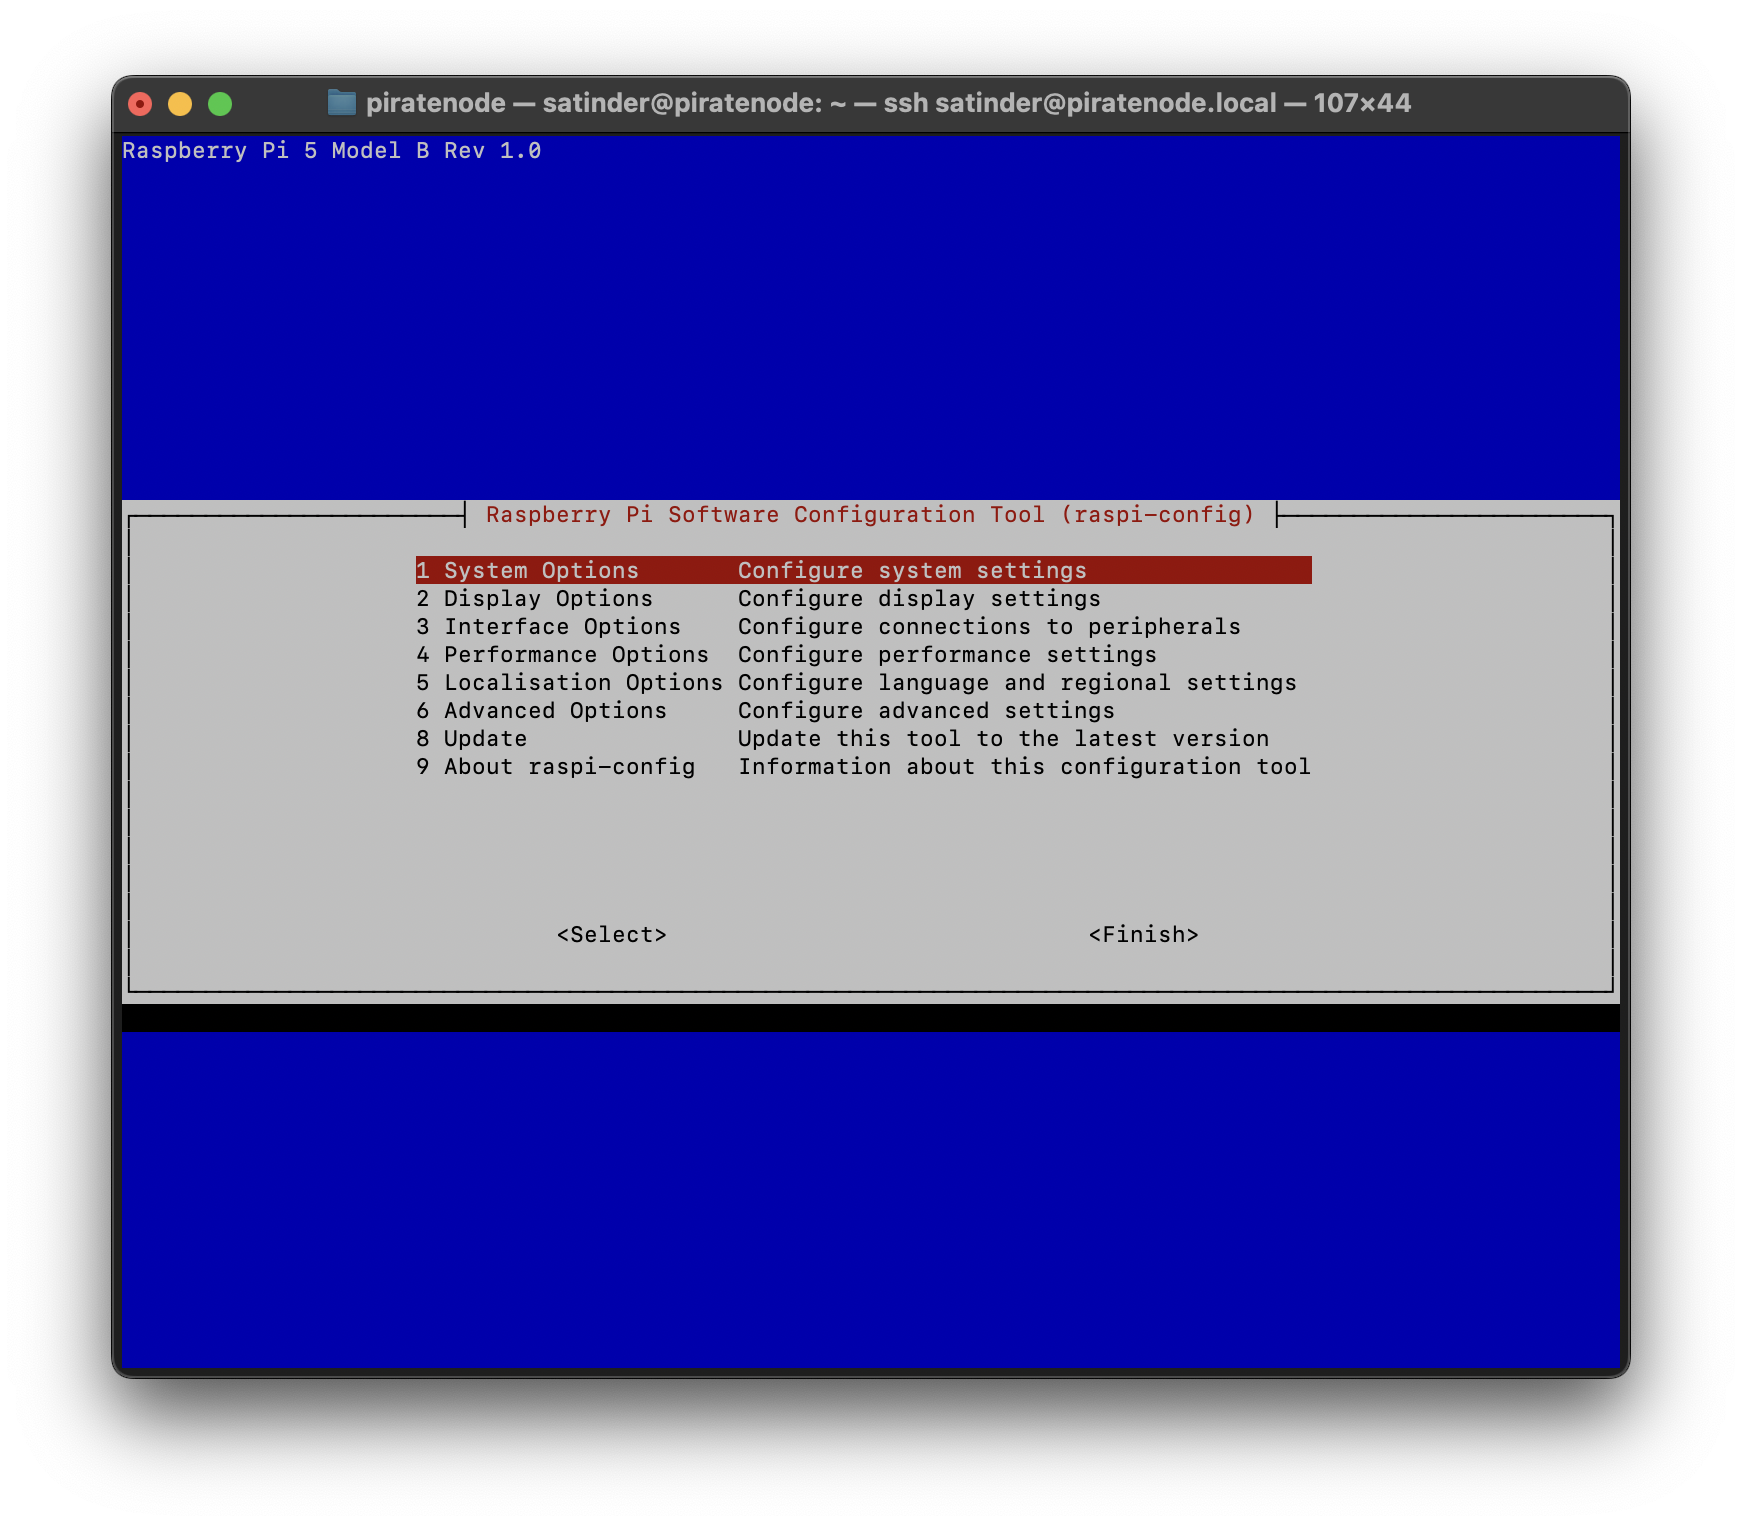 piratenode — satinder@piratenode: ~ — ssh satinder@piratenode.local — 107×44
Raspberry Pi 5 Model B Rev 1.0
Raspberry Pi Software Configuration Tool (raspi-config)
1 System Options       Configure system settings
2 Display Options      Configure display settings
3 Interface Options    Configure connections to peripherals
4 Performance Options  Configure performance settings
5 Localisation Options Configure language and regional settings
6 Advanced Options     Configure advanced settings
8 Update               Update this tool to the latest version
9 About raspi-config   Information about this configuration tool
<Select>                              <Finish>